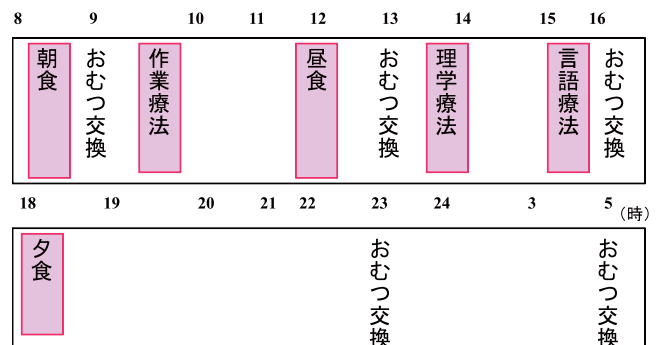 8 9 10 11 12 13 14 15 16
朝食
おむつ交換
作業療法
昼食
おむつ交換
理学療法
言語療法
おむつ交換
18 19 20 21 22 23 24 3 5 (時)
夕食
おむつ交換
おむつ交換